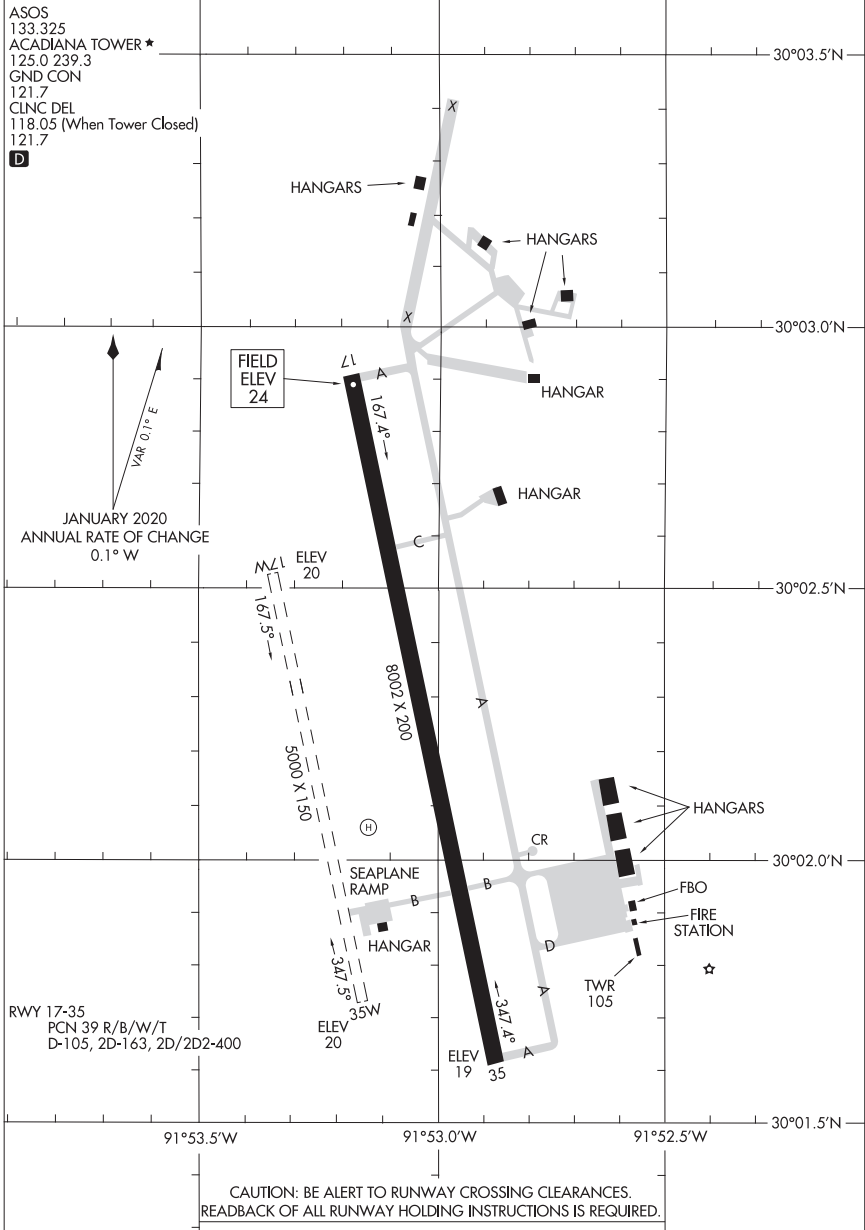 ASOS
133.325
ACADIANA TOWER★
125.0 239.3
GND CON
121.7
CLNC DEL
118.05 (When Tower Closed)
121.7
D
30°03.5'N
X
HANGARS
HANGARS
X
30°03.0'N
FIELD
ELEV
24
17
A
167.4°
HANGAR
VAR 0.1° E
HANGAR
JANUARY 2020
ANNUAL RATE OF CHANGE
0.1° W
C
17W
ELEV
20
30°02.5'N
167.5°
8002 X 200
A
5000 X 150
HANGARS
H
CR
30°02.0'N
SEAPLANE
RAMP
B
B
FBO
FIRE
STATION
HANGAR
D
TWR
105
347.5°
A
347.4°
35W
ELEV
20
RWY 17-35
PCN 39 R/B/W/T
D-105, 2D-163, 2D/2D2-400
A
ELEV
19
35
30°01.5'N
91°53.5'W
91°53.0'W
91°52.5'W
CAUTION: BE ALERT TO RUNWAY CROSSING CLEARANCES.
READBACK OF ALL RUNWAY HOLDING INSTRUCTIONS IS REQUIRED.